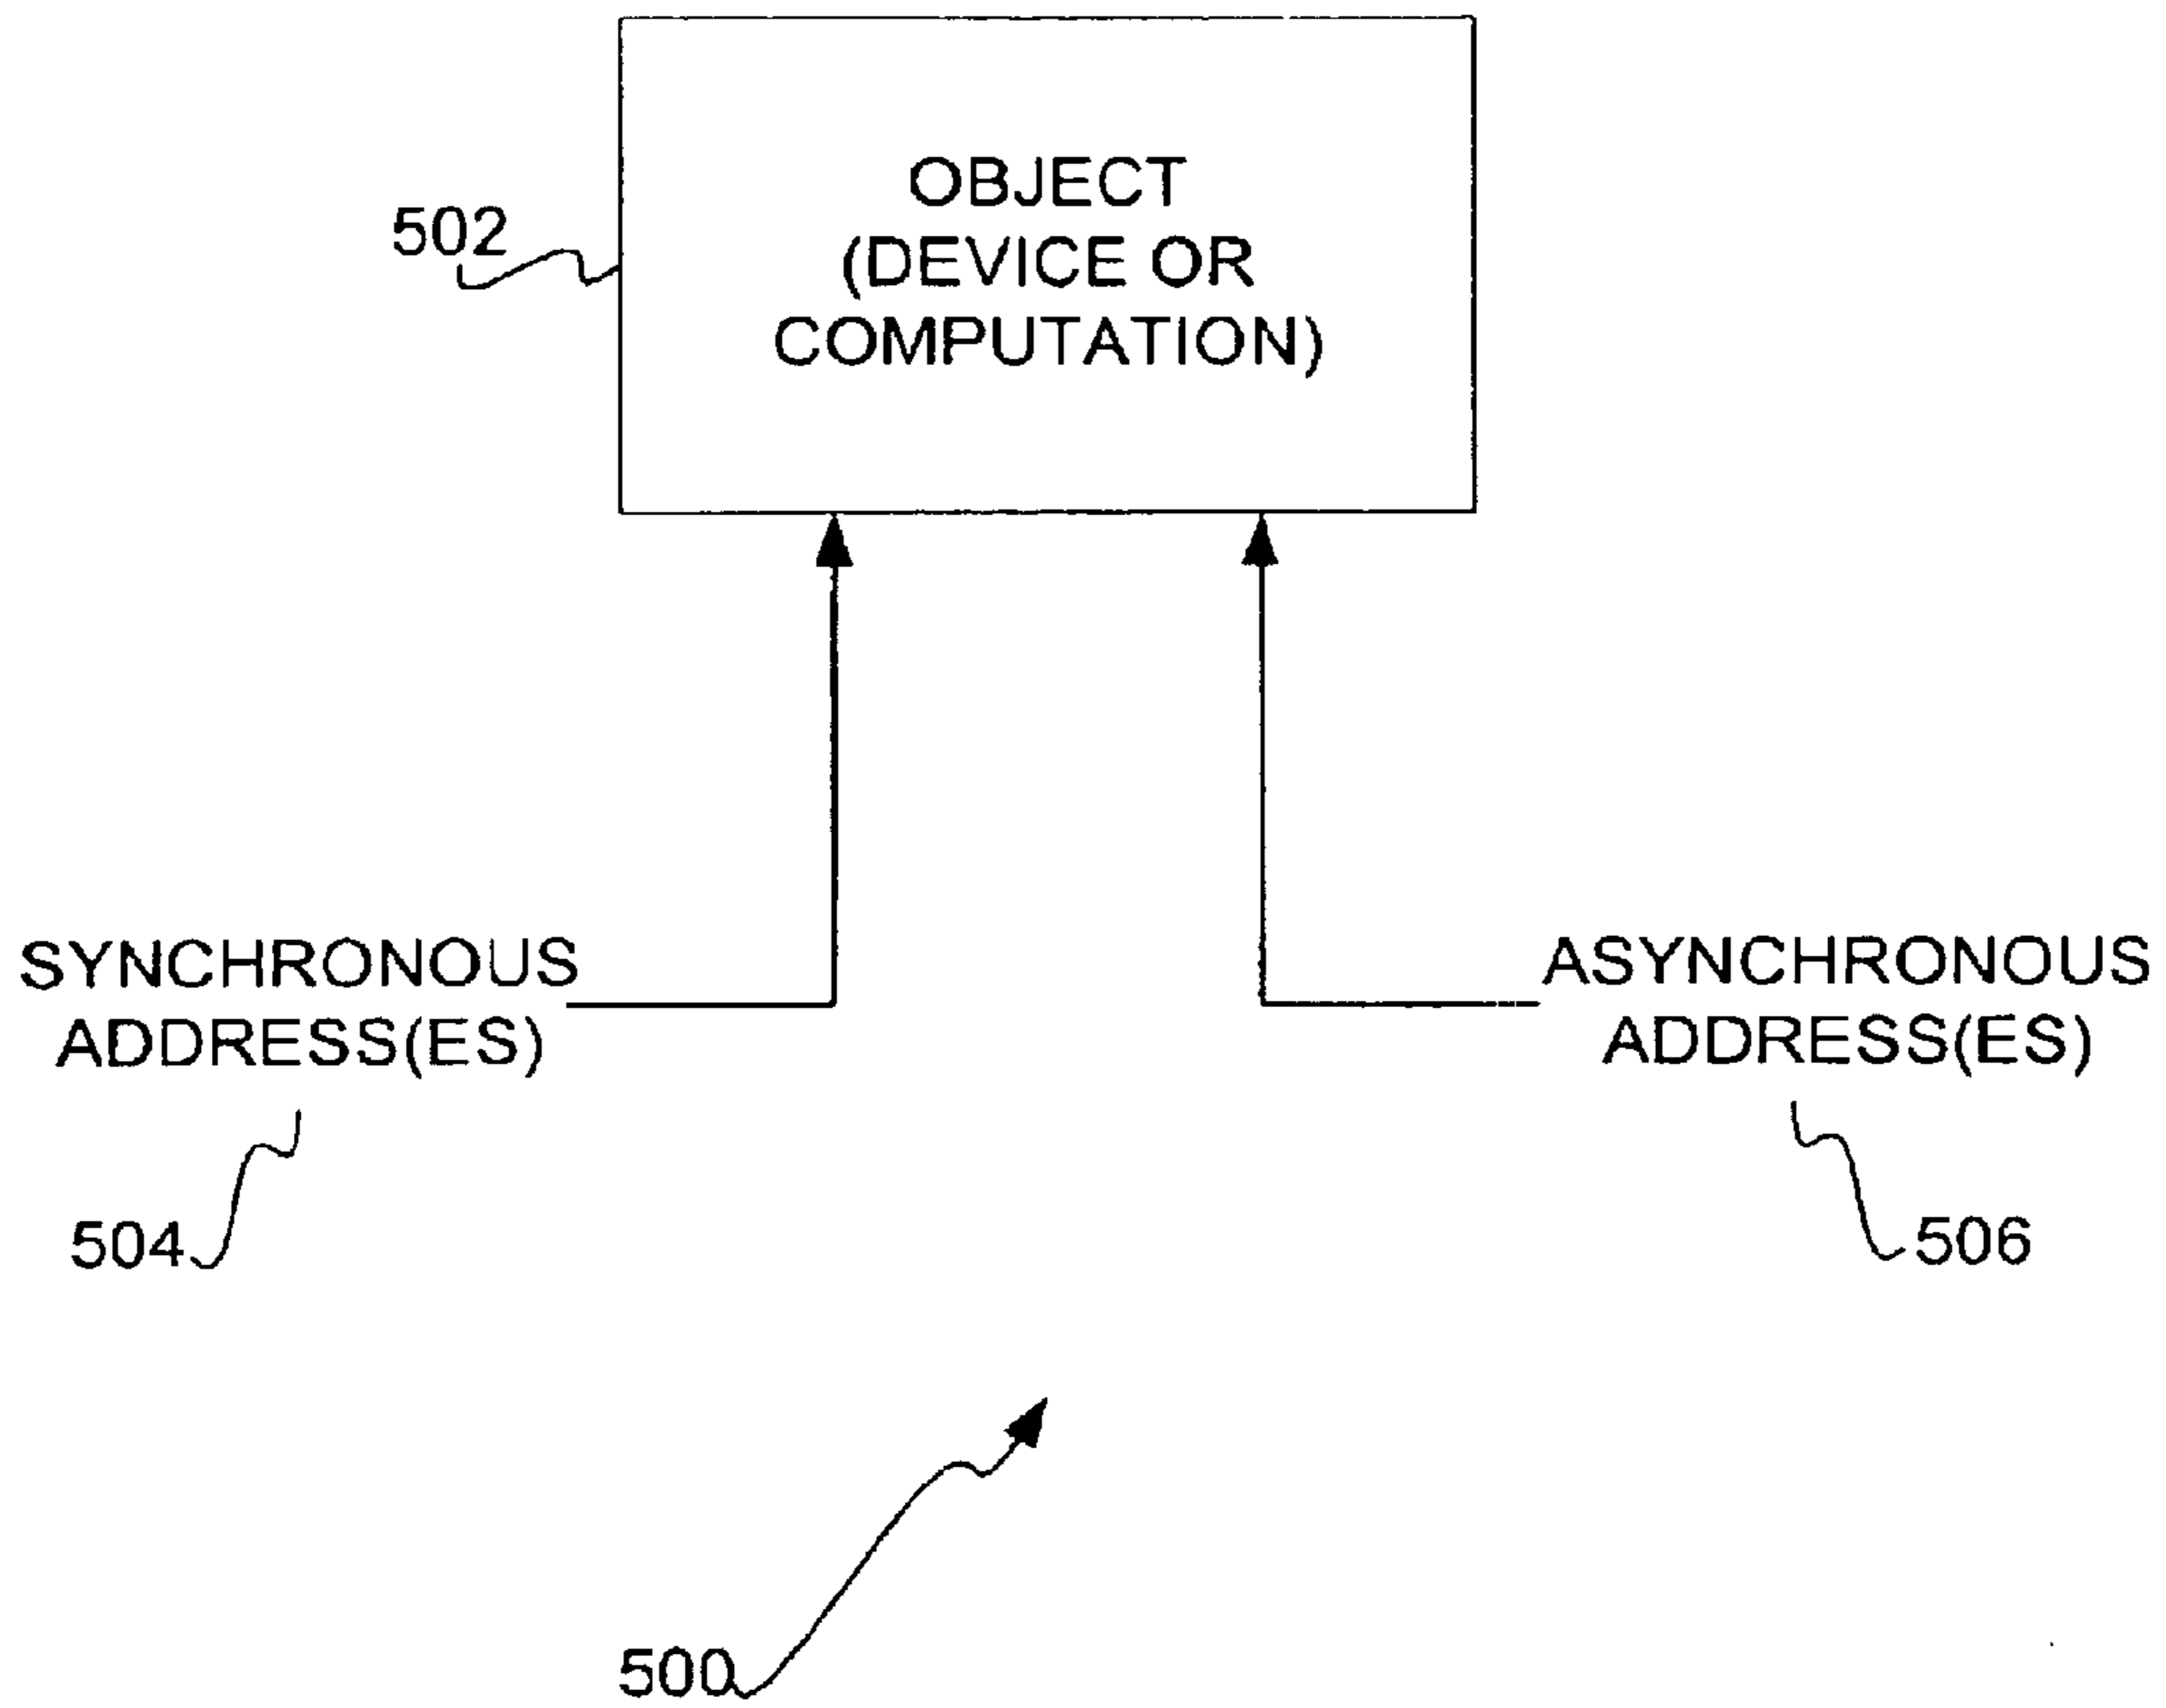 OBJECT
(DEVICE OR
COMPUTATION)
502
SYNCHRONOUS
ADDRESS(ES)
ASYNCHRONOUS
ADDRESS(ES)
504
506
500